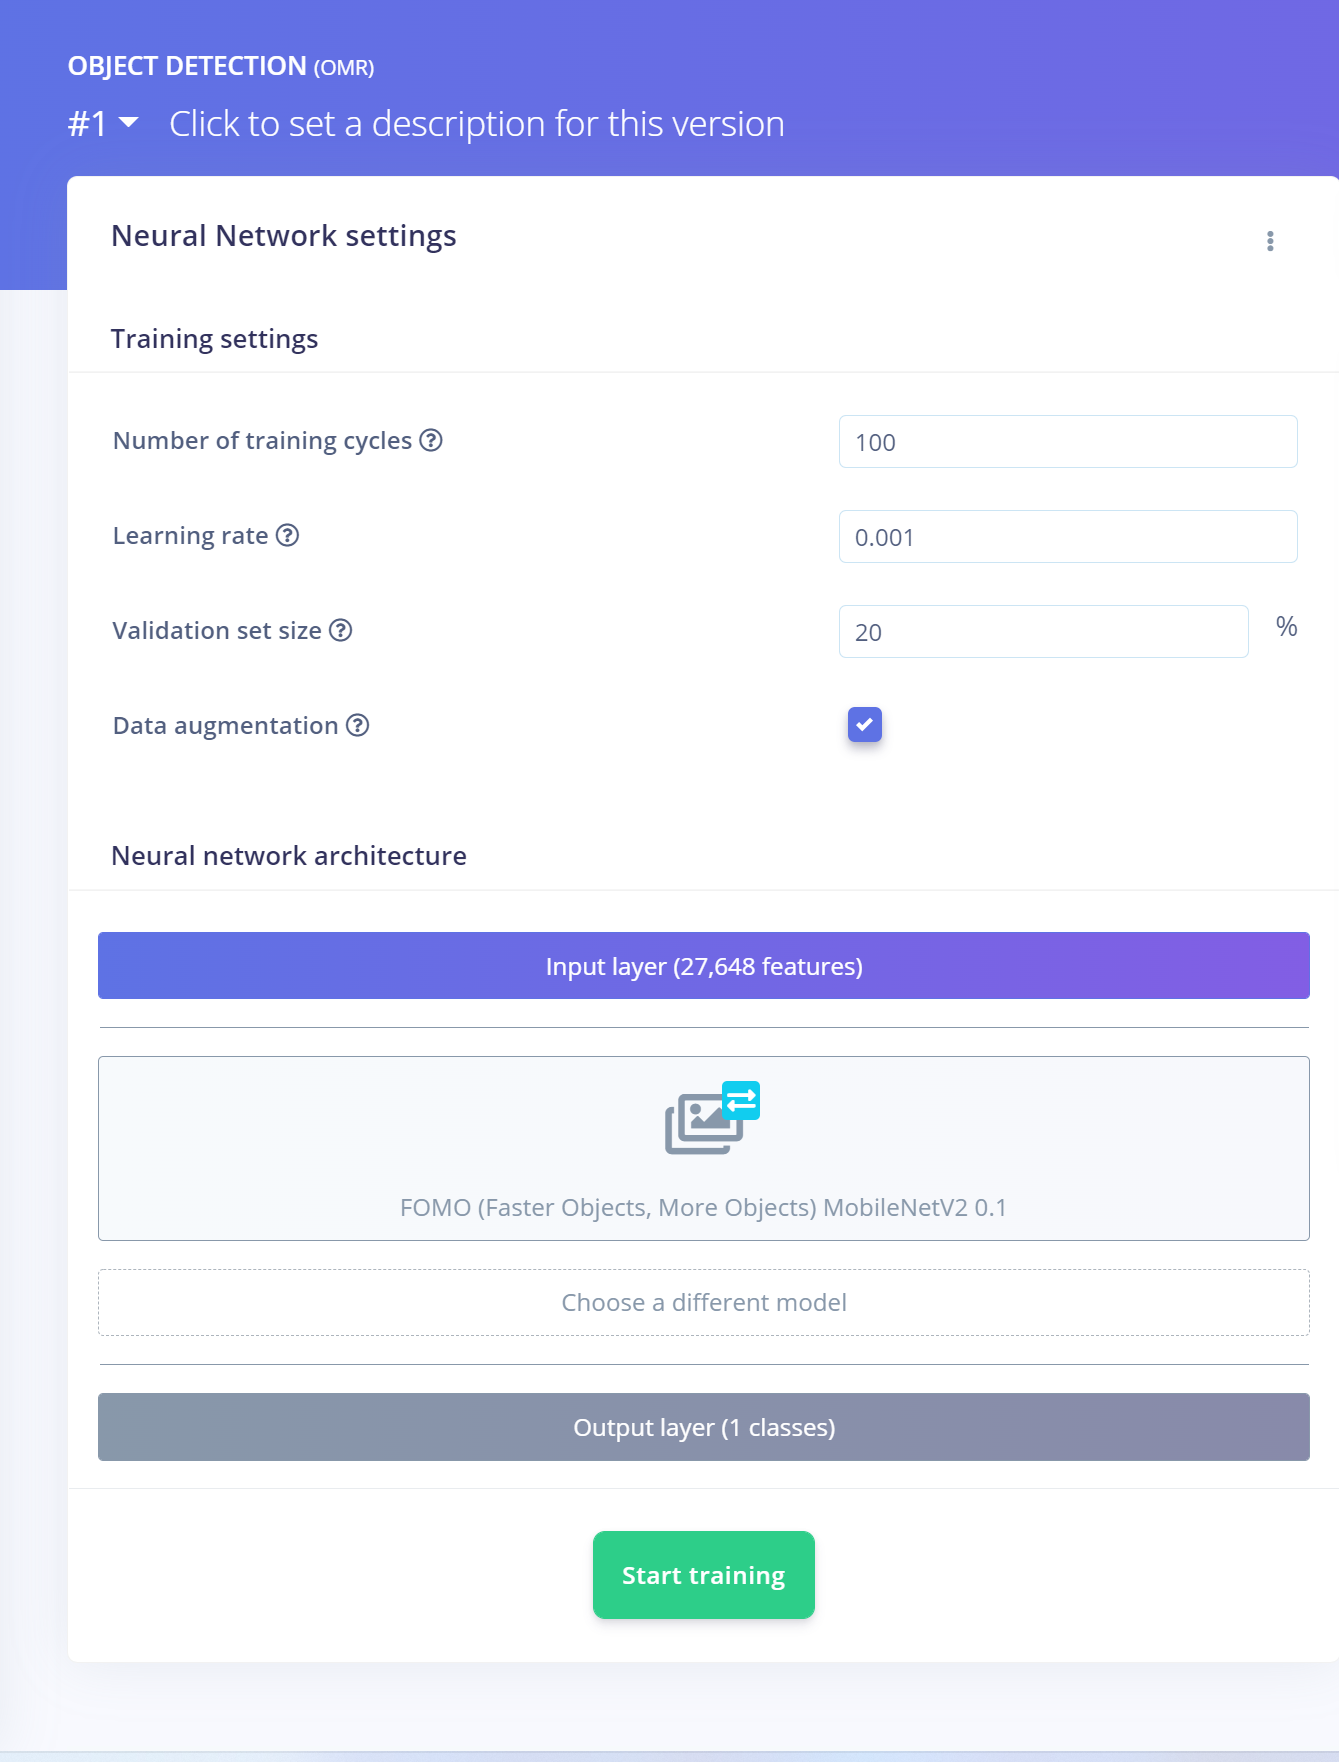 OBJECT DETECTION (OMR)
#1 Click to set a description for this version
Neural Network settings
Training settings
Number of training cycles ?
100
Learning rate ?
0.001
Validation set size ?
20 %
Data augmentation ?
Neural network architecture
Input layer (27,648 features)
FOMO (Faster Objects, More Objects) MobileNetV2 0.1
Choose a different model
Output layer (1 classes)
Start training